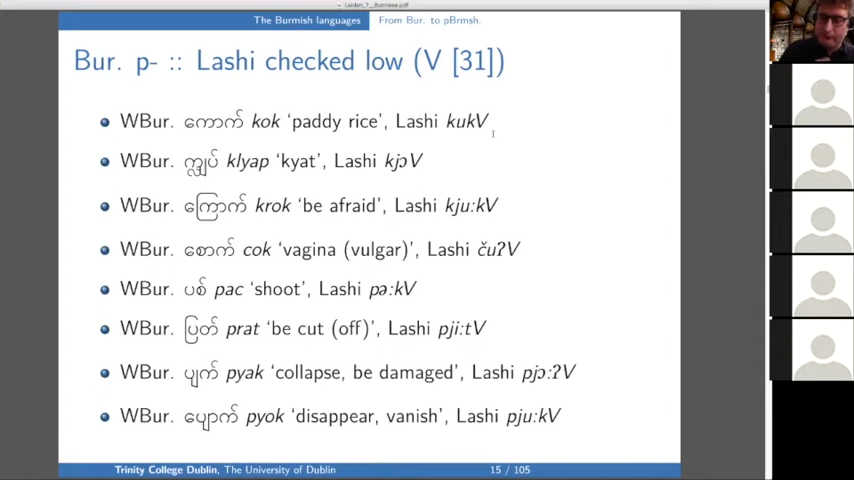 Leiden_7__Burmese.pdf
The Burmish languages From Bur. to pBrmsh.
Bur. p- :: Lashi checked low (V [31])
WBur. ကောက် kok ‘paddy rice’, Lashi kukV
WBur. ကျွပ် klyap ‘kyat’, Lashi kjɔV
WBur. ကြောက် krok ‘be afraid’, Lashi kju:kV
WBur. စောက် cok ‘vagina (vulgar)’, Lashi čuʔV
WBur. ပစ် pac ‘shoot’, Lashi pə:kV
WBur. ပြတ် prat ‘be cut (off)’, Lashi pji:tV
WBur. ပျက် pyak ‘collapse, be damaged’, Lashi pjɔ:ʔV
WBur. ပျောက် pyok ‘disappear, vanish’, Lashi pju:kV
Trinity College Dublin, The University of Dublin 15 / 105